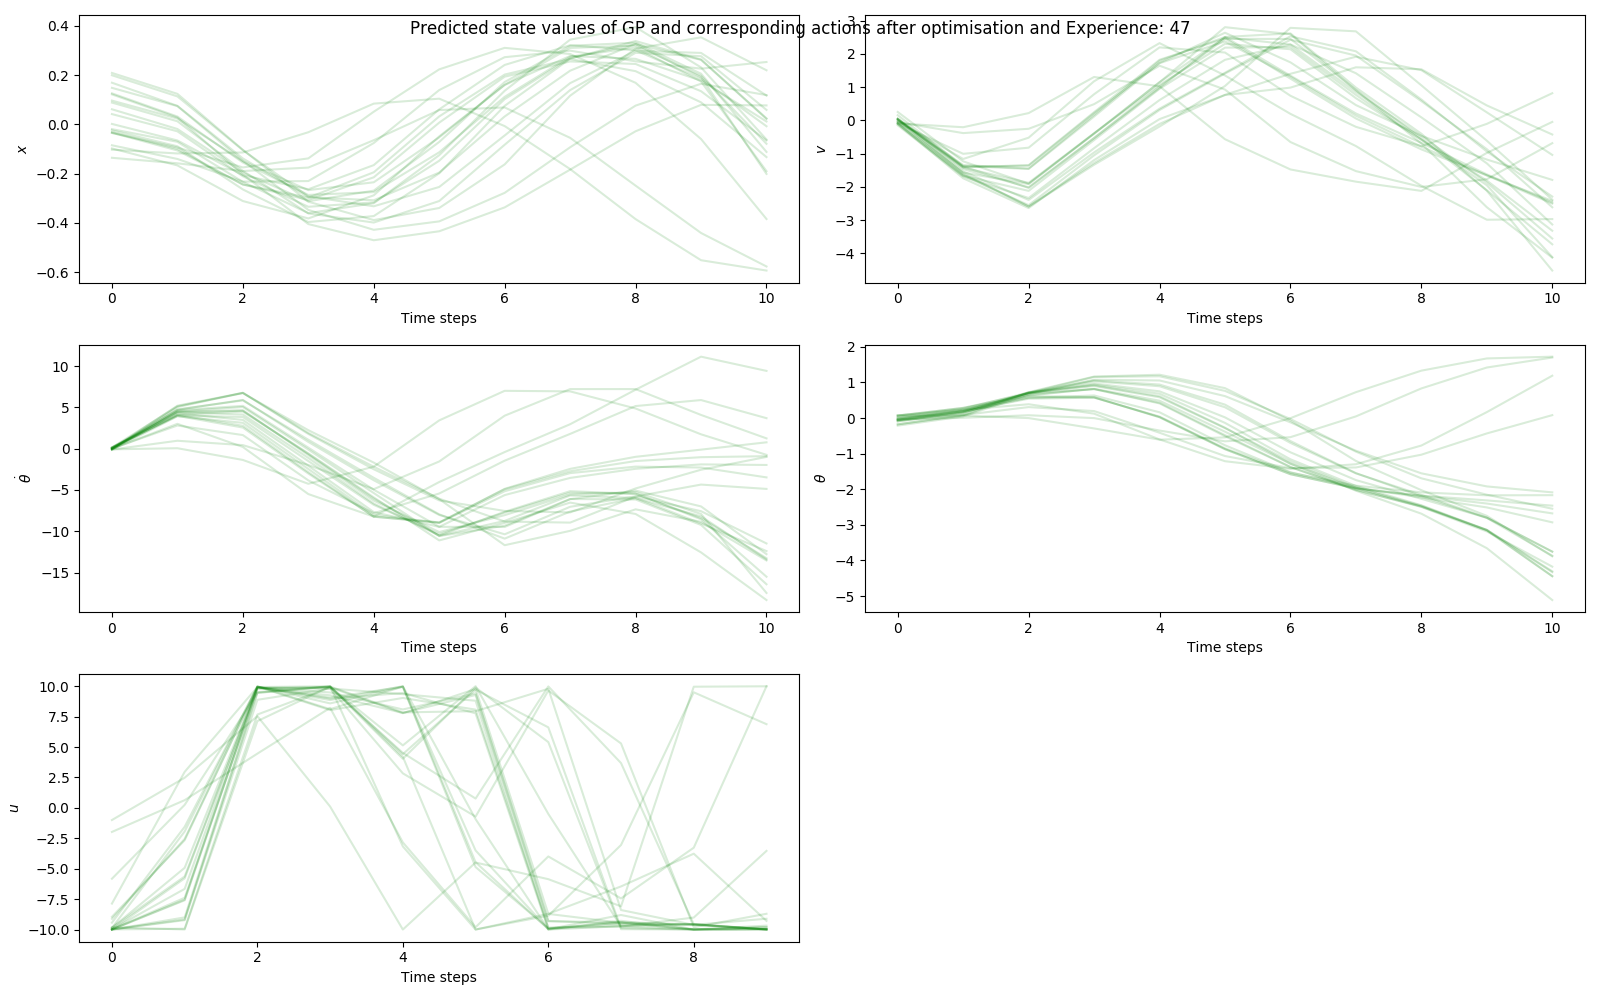 Predicted state values of GP and corresponding actions after optimisation and Experience: 47
0.4
0.2
0.0
−0.2
−0.4
−0.6
x
0 2 4 6 8 10
Time steps
3
2
1
0
−1
−2
−3
−4
v
0 2 4 6 8 10
Time steps
10
5
0
−5
−10
−15
θ̇
0 2 4 6 8 10
Time steps
2
1
0
−1
−2
−3
−4
−5
θ
0 2 4 6 8 10
Time steps
10.0
7.5
5.0
2.5
0.0
−2.5
−5.0
−7.5
−10.0
u
0 2 4 6 8
Time steps